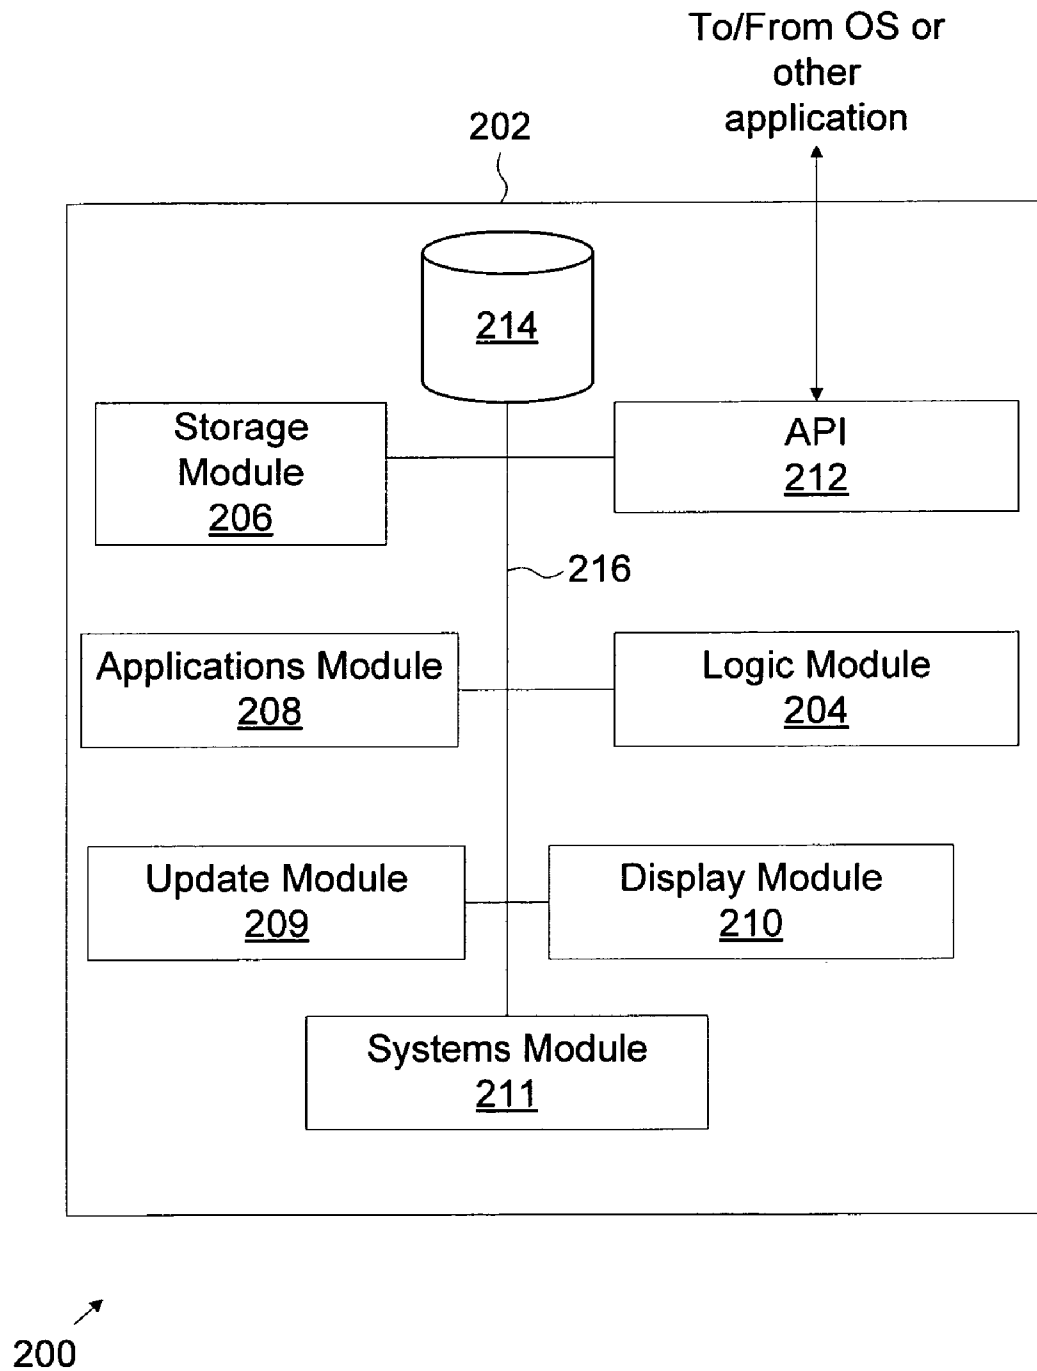 To/From OS or
other
application
202
214
Storage
Module
206
API
212
216
Applications Module
208
Logic Module
204
Update Module
209
Display Module
210
Systems Module
211
200